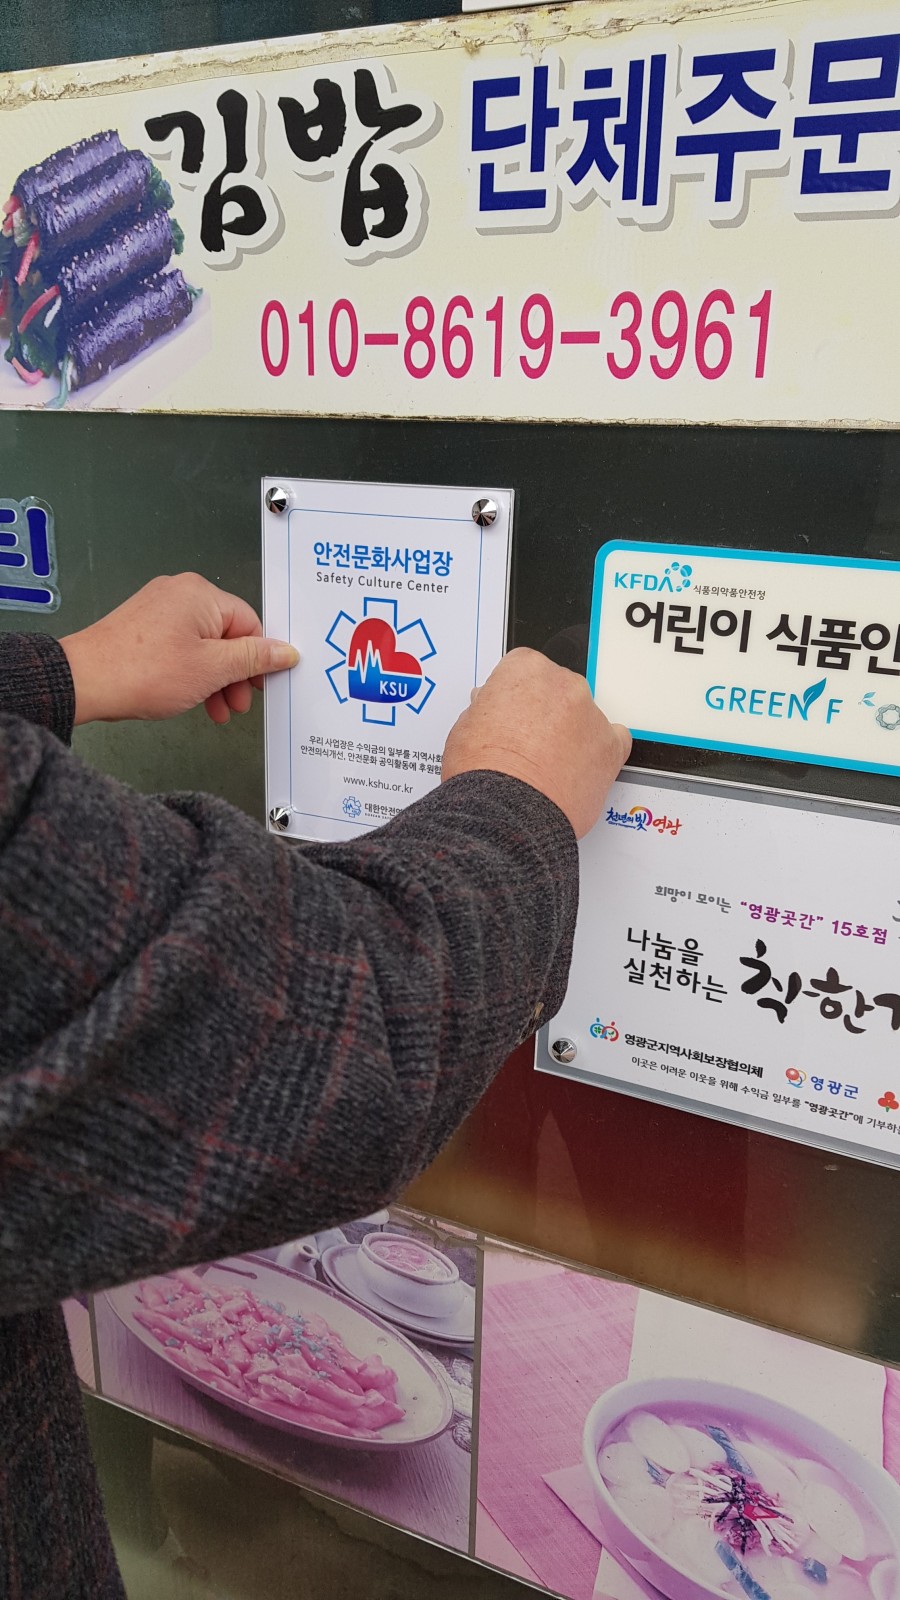 김밥 단체주문
010-8619-3961
안전문화사업장
Safety Culture Center
KSU
우리 사업장은 수익금의 일부를 지역사회
안전의식개선, 안전문화 공익활동에 후원합
www.kshu.or.kr
대한안전연
KFDA 식품의약품안전청
어린이 식품안
GREEN F
천년의 빛 영광
희망이 모이는 "영광곳간" 15호점
나눔을
실천하는 착한가
영광군지역사회보장협의체
영광군
이곳은 어려운 이웃을 위해 수익금 일부를 "영광곳간"에 기부하는